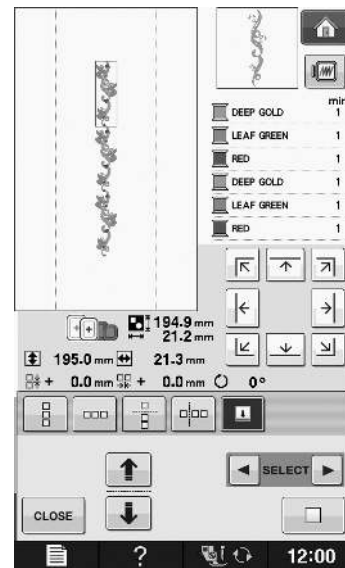 min
DEEP GOLD 1
LEAF GREEN 1
RED 1
DEEP GOLD 1
LEAF GREEN 1
RED 1
194.9 mm
21.2 mm
195.0 mm 21.3 mm
+ 0.0 mm + 0.0 mm 0°
SELECT
CLOSE
? 12:00